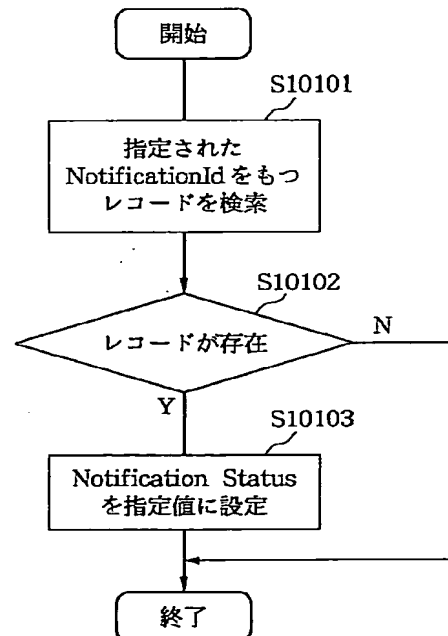 開始
S10101
指定された
NotificationId をもつ
レコードを検索
S10102
レコードが存在
N
Y
S10103
Notification Status
を指定値に設定
終了